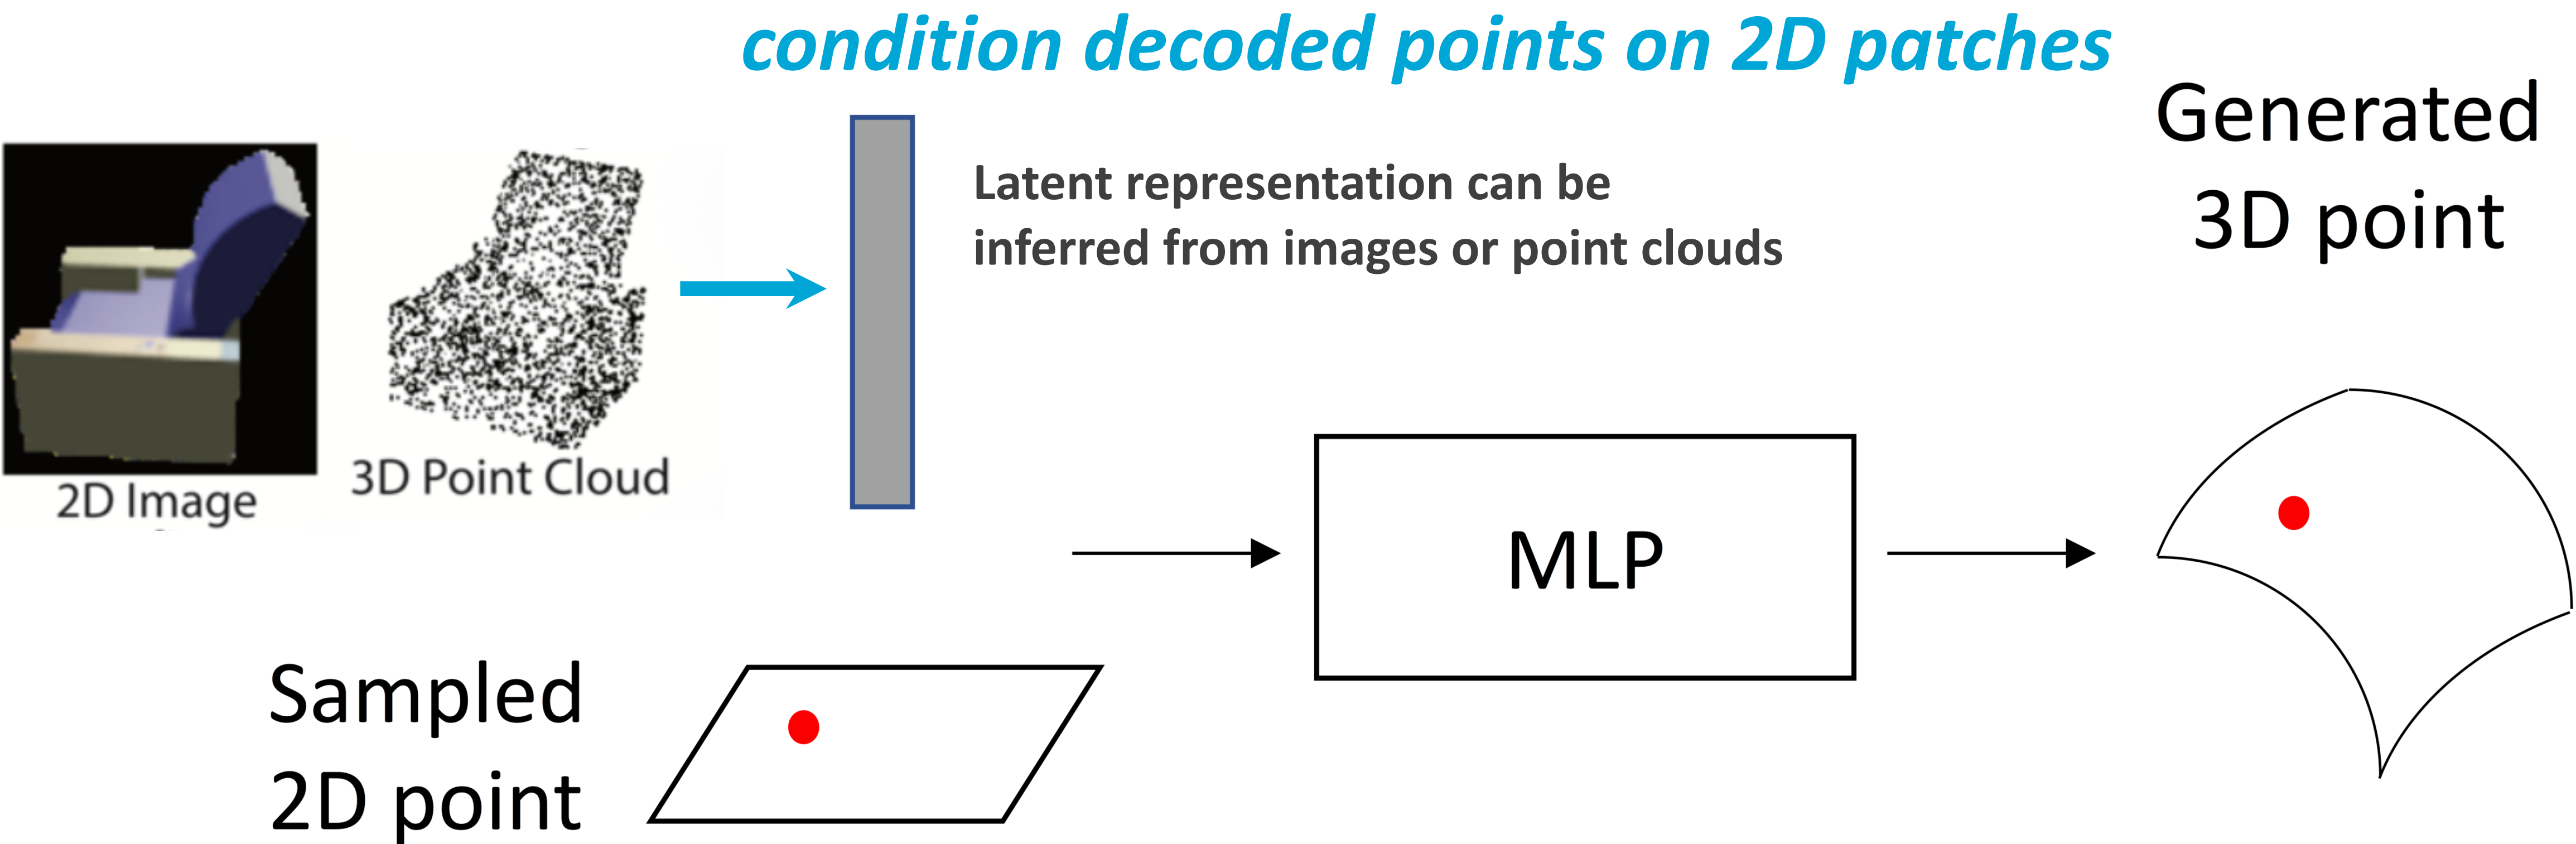 condition decoded points on 2D patches
Generated
3D point
Latent representation can be
inferred from images or point clouds
2D Image
3D Point Cloud
MLP
Sampled
2D point